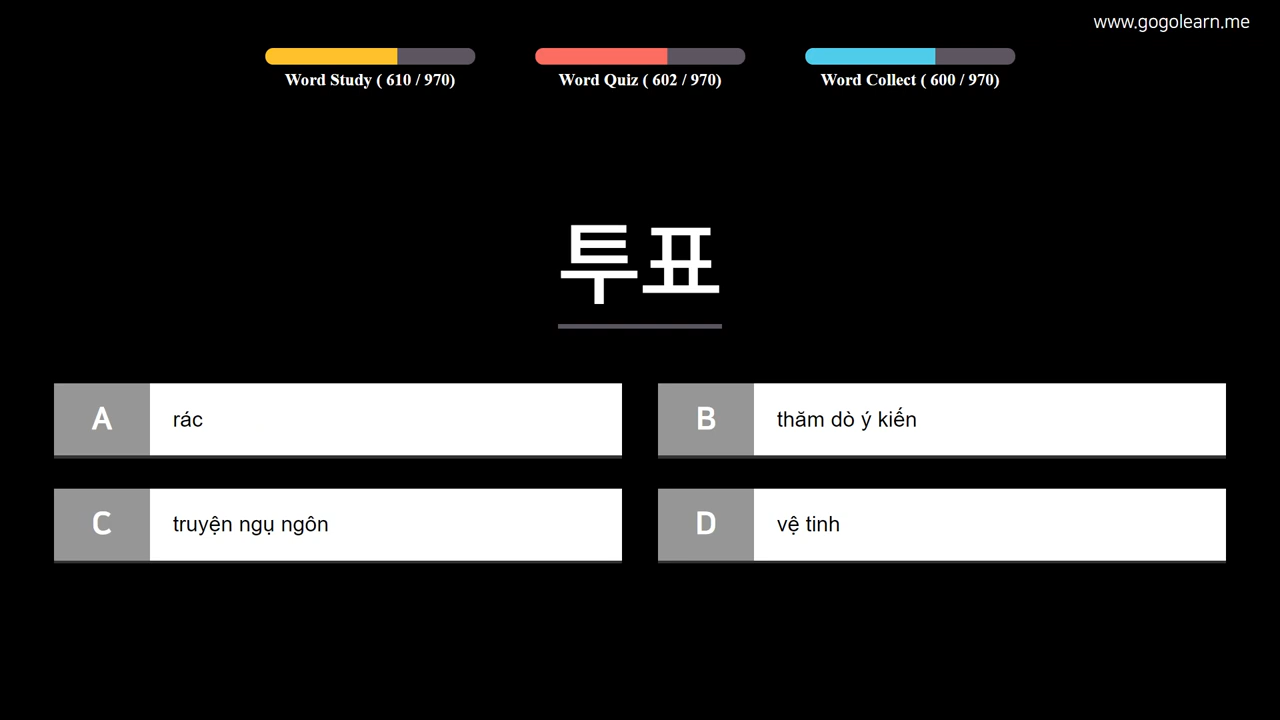 www.gogolearn.me
Word Study ( 610 / 970)
Word Quiz ( 602 / 970)
Word Collect ( 600 / 970)
투표
A rác
B thăm dò ý kiến
C truyện ngụ ngôn
D vệ tinh